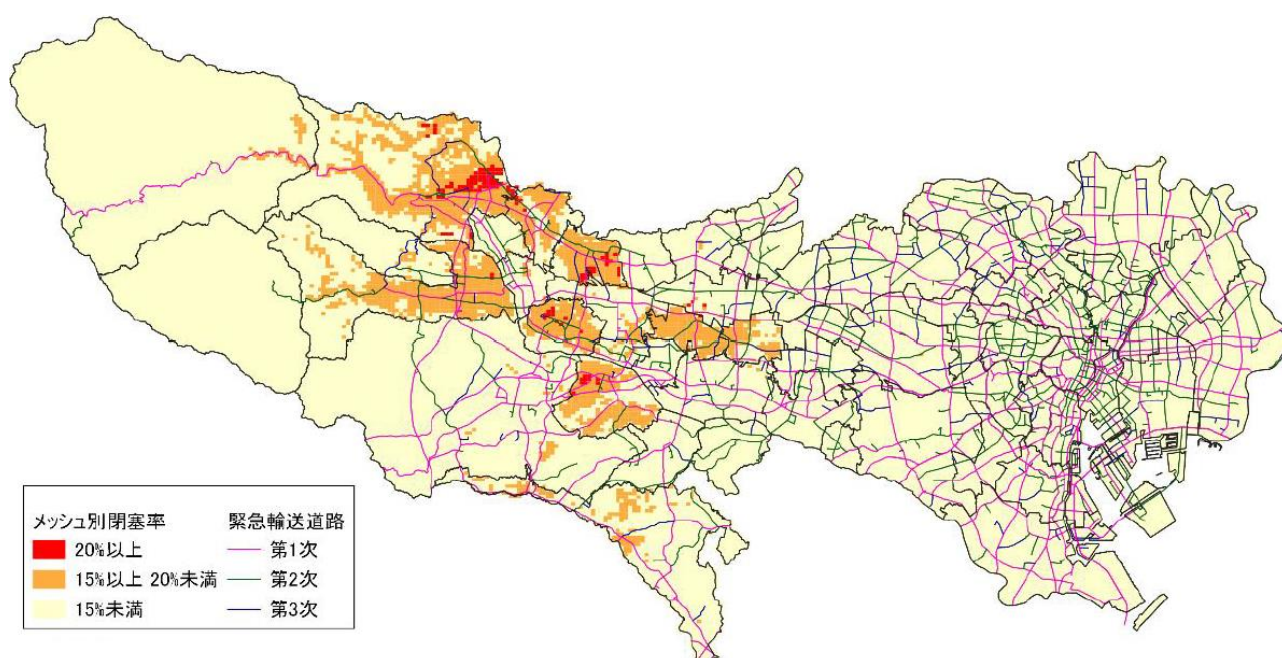 メッシュ別閉塞率
20%以上
15%以上 20%未満
15%未満
緊急輸送道路
第1次
第2次
第3次